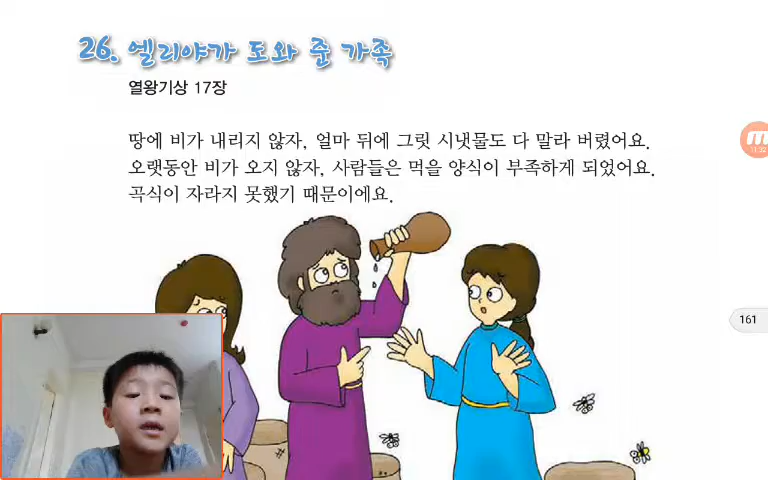 26. 엘리야가 도와 준 가족
열왕기상 17장
땅에 비가 내리지 않자, 얼마 뒤에 그릿 시냇물도 다 말라 버렸어요.
오랫동안 비가 오지 않자, 사람들은 먹을 양식이 부족하게 되었어요.
곡식이 자라지 못했기 때문이에요.
161